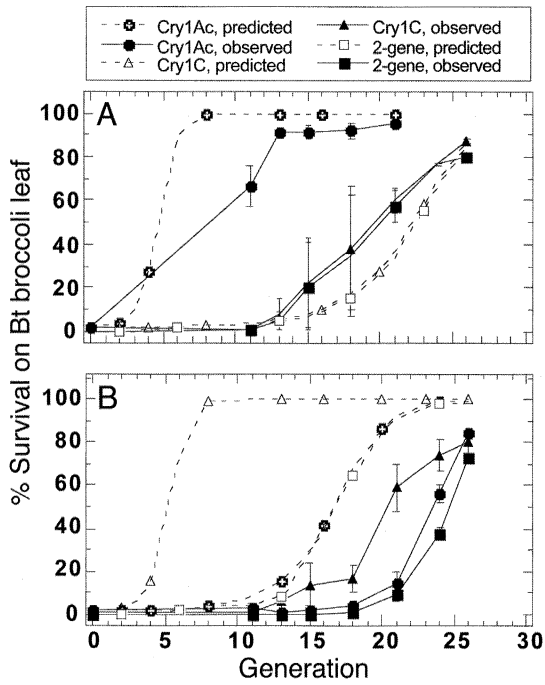 Cry1Ac, predicted
Cry1Ac, observed
Cry1C, predicted
Cry1C, observed
2-gene, predicted
2-gene, observed
% Survival on Bt broccoli leaf
A
100
80
60
40
20
0
B
100
80
60
40
20
0
0 5 10 15 20 25 30
Generation